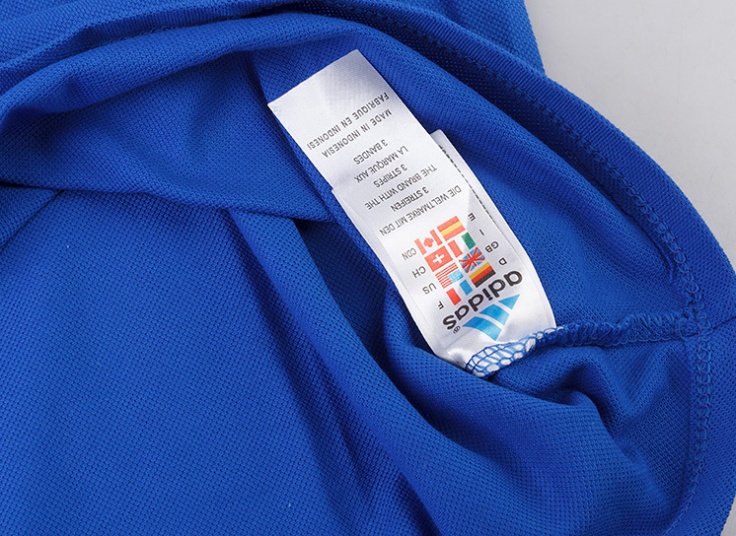 adidas®
D F
GB US
I CH
E CDN
DIE WELTMARKE MIT DEN
3 STREIFEN
THE BRAND WITH THE
3 STRIPES
LA MARQUE AUX
3 BANDES
MADE IN INDONESIA
FABRIQUE EN INDONESI